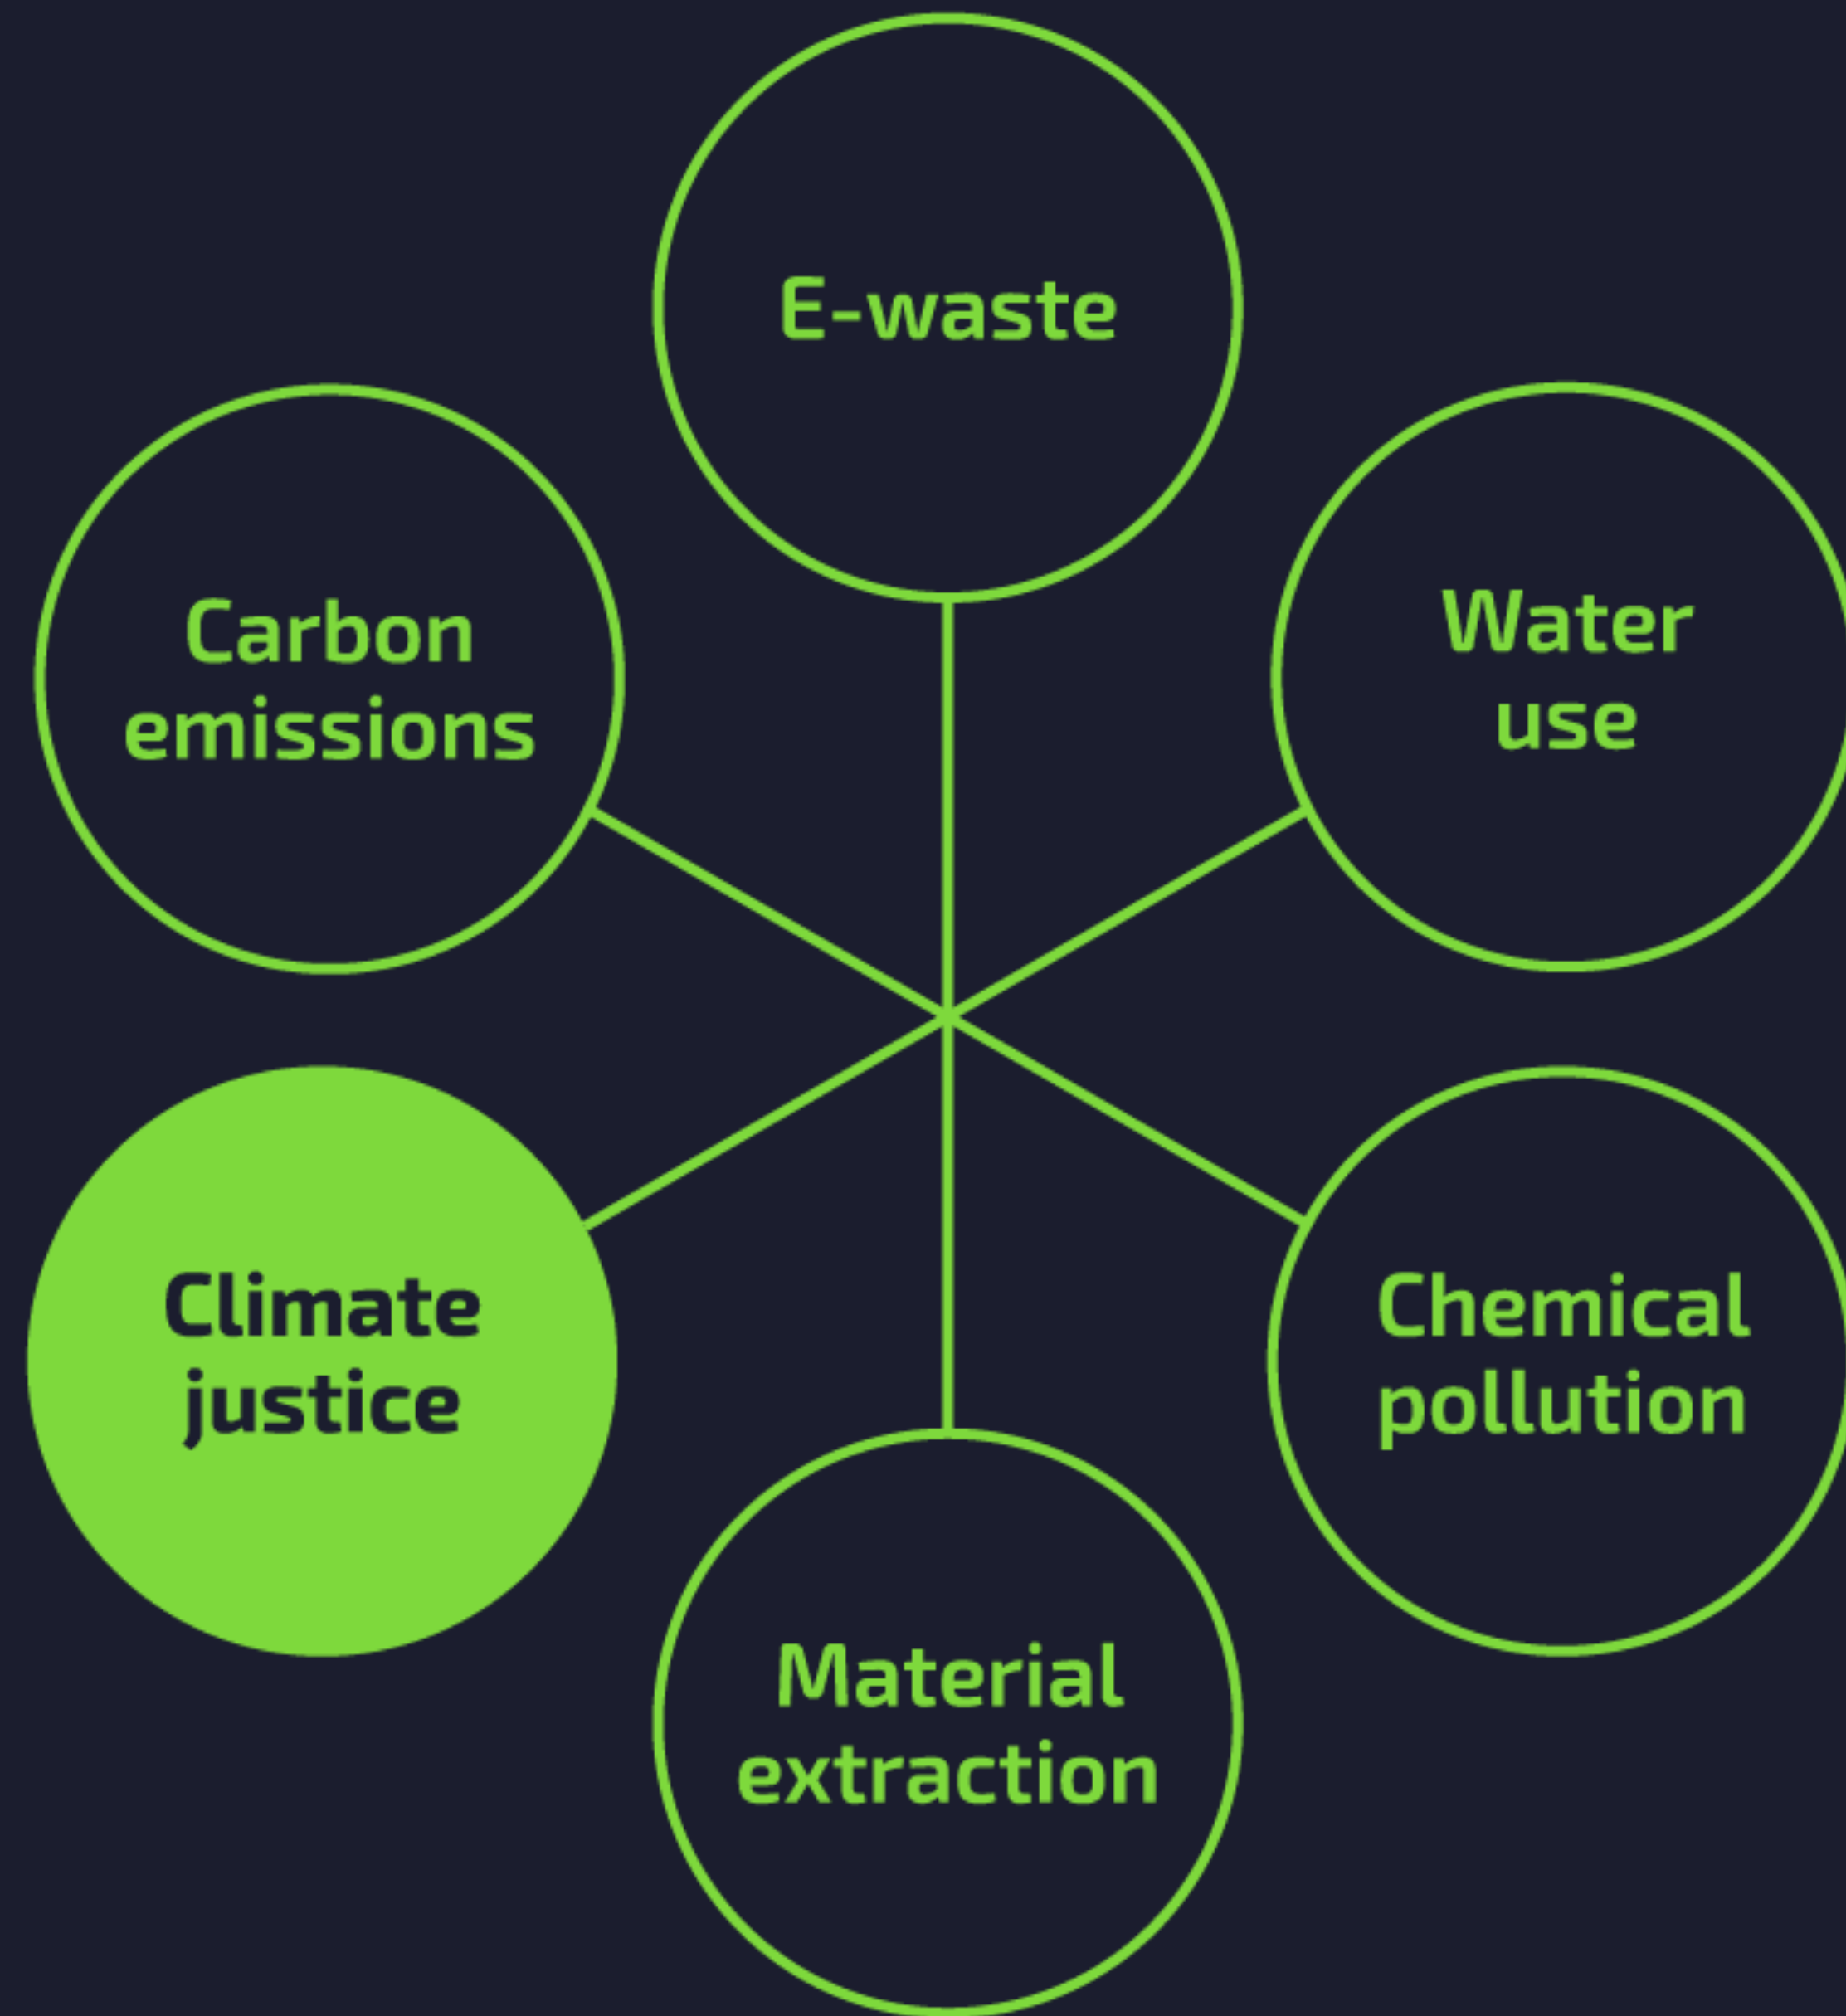 E-waste
Carbon
emissions
Water
use
Climate
justice
Chemical
pollution
Material
extraction